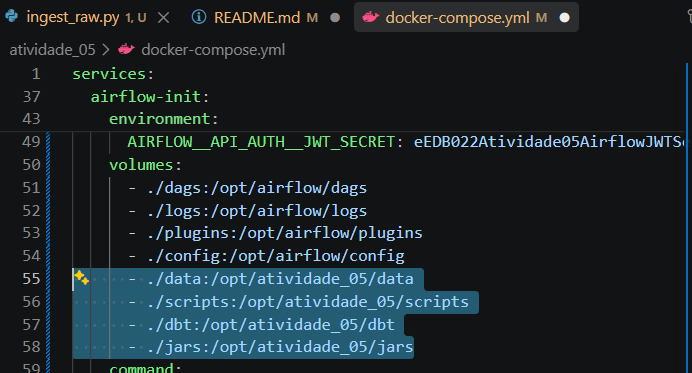 ingest_raw.py 1, U
README.md M
docker-compose.yml M
atividade_05 > docker-compose.yml
1 services:
37 airflow-init:
43 environment:
49 AIRFLOW__API_AUTH__JWT_SECRET: eEDB022Atividade05AirflowJWTSe
50 volumes:
51 - ./dags:/opt/airflow/dags
52 - ./logs:/opt/airflow/logs
53 - ./plugins:/opt/airflow/plugins
54 - ./config:/opt/airflow/config
55 - ./data:/opt/atividade_05/data
56 - ./scripts:/opt/atividade_05/scripts
57 - ./dbt:/opt/atividade_05/dbt
58 - ./jars:/opt/atividade_05/jars
59 command: